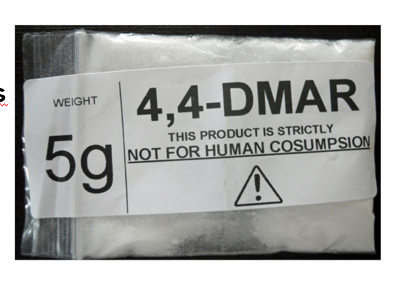 s
WEIGHT
5g
4,4-DMAR
THIS PRODUCT IS STRICTLY
NOT FOR HUMAN COSUMPSION